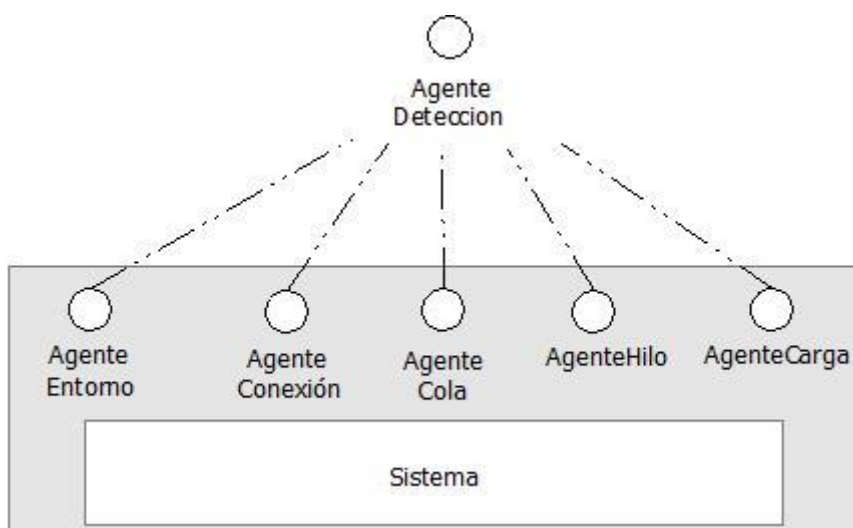 Agente
Deteccion
Agente
Entorno
Agente
Conexión
Agente
Cola
AgenteHilo
AgenteCarga
Sistema